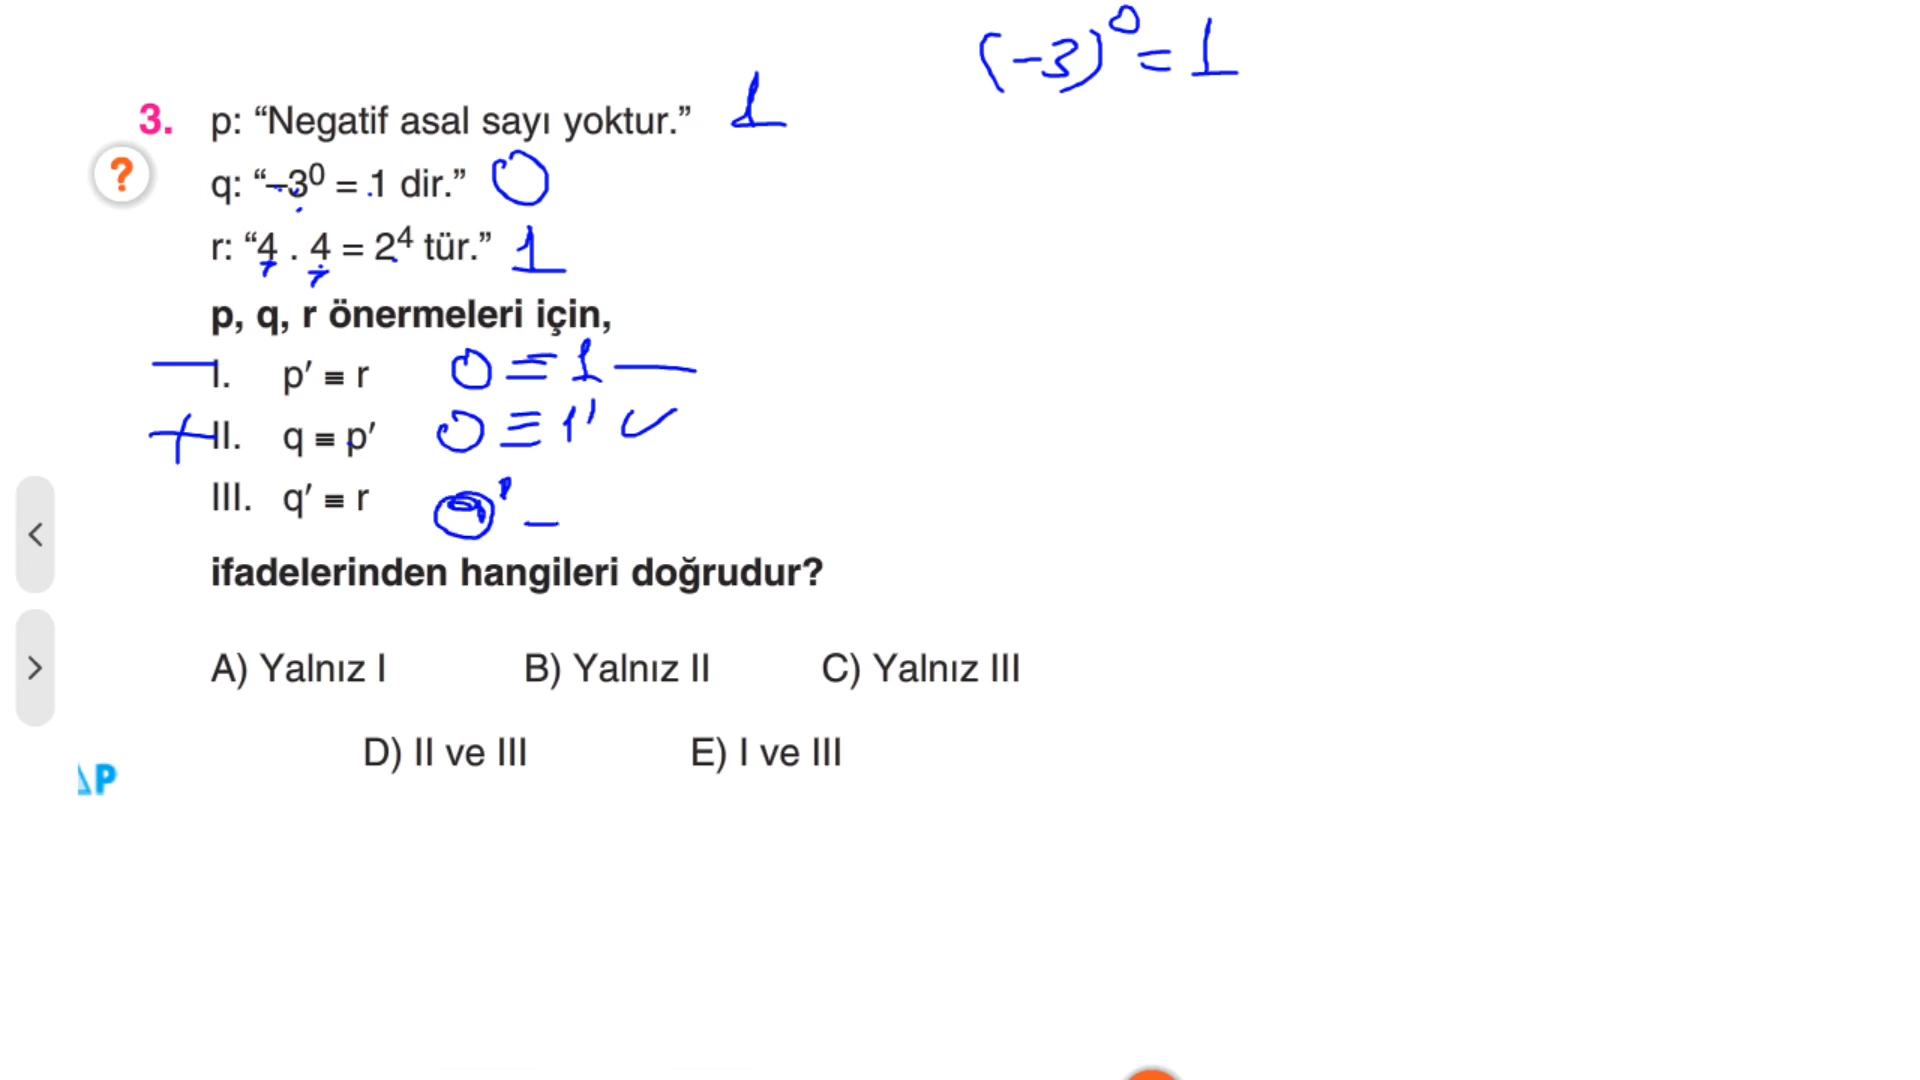 (-3)⁰ = 1
3. p: “Negatif asal sayı yoktur.” 1
?
q: “–3⁰ = 1 dir.” 0
r: “4 . 4 = 2⁴ tür.” 1
p, q, r önermeleri için,
— I. p′ ≡ r 0 ≡ 1 —
+ II. q ≡ p′ 0 ≡ 1' ✓
III. q′ ≡ r
ifadelerinden hangileri doğrudur?
A) Yalnız I B) Yalnız II C) Yalnız III
D) II ve III E) I ve III
P